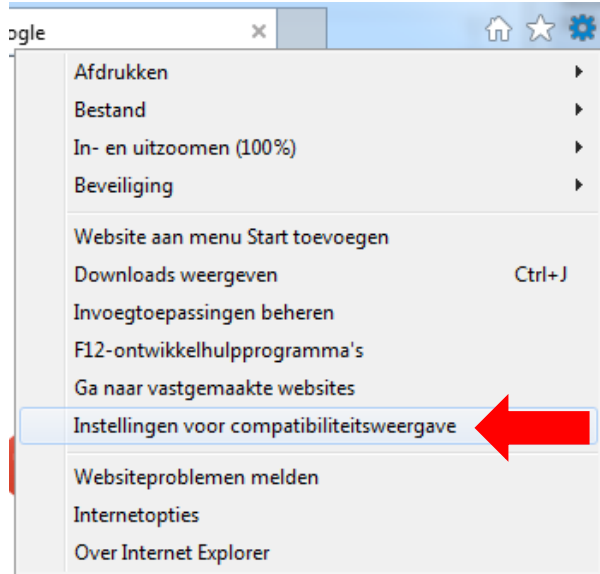 ogle
Afdrukken
Bestand
In- en uitzoomen (100%)
Beveiliging
Website aan menu Start toevoegen
Downloads weergeven Ctrl+J
Invoegtoepassingen beheren
F12-ontwikkelhulpprogramma's
Ga naar vastgemaakte websites
Instellingen voor compatibiliteitsweergave
Websiteproblemen melden
Internetopties
Over Internet Explorer